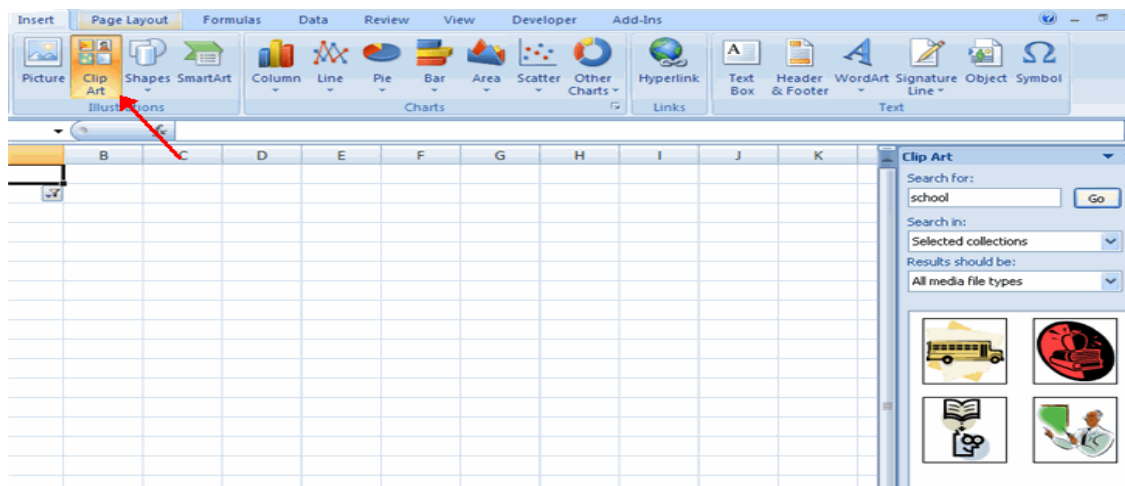 Insert Page Layout Formulas Data Review View Developer Add-Ins
Picture Clip Art Shapes SmartArt Column Line Pie Bar Area Scatter Other Charts Hyperlink Text Box Header & Footer WordArt Signature Line Object Symbol
Charts Links Text
B C D E F G H I J K
Clip Art
Search for:
school Go
Search in:
Selected collections
Results should be:
All media file types